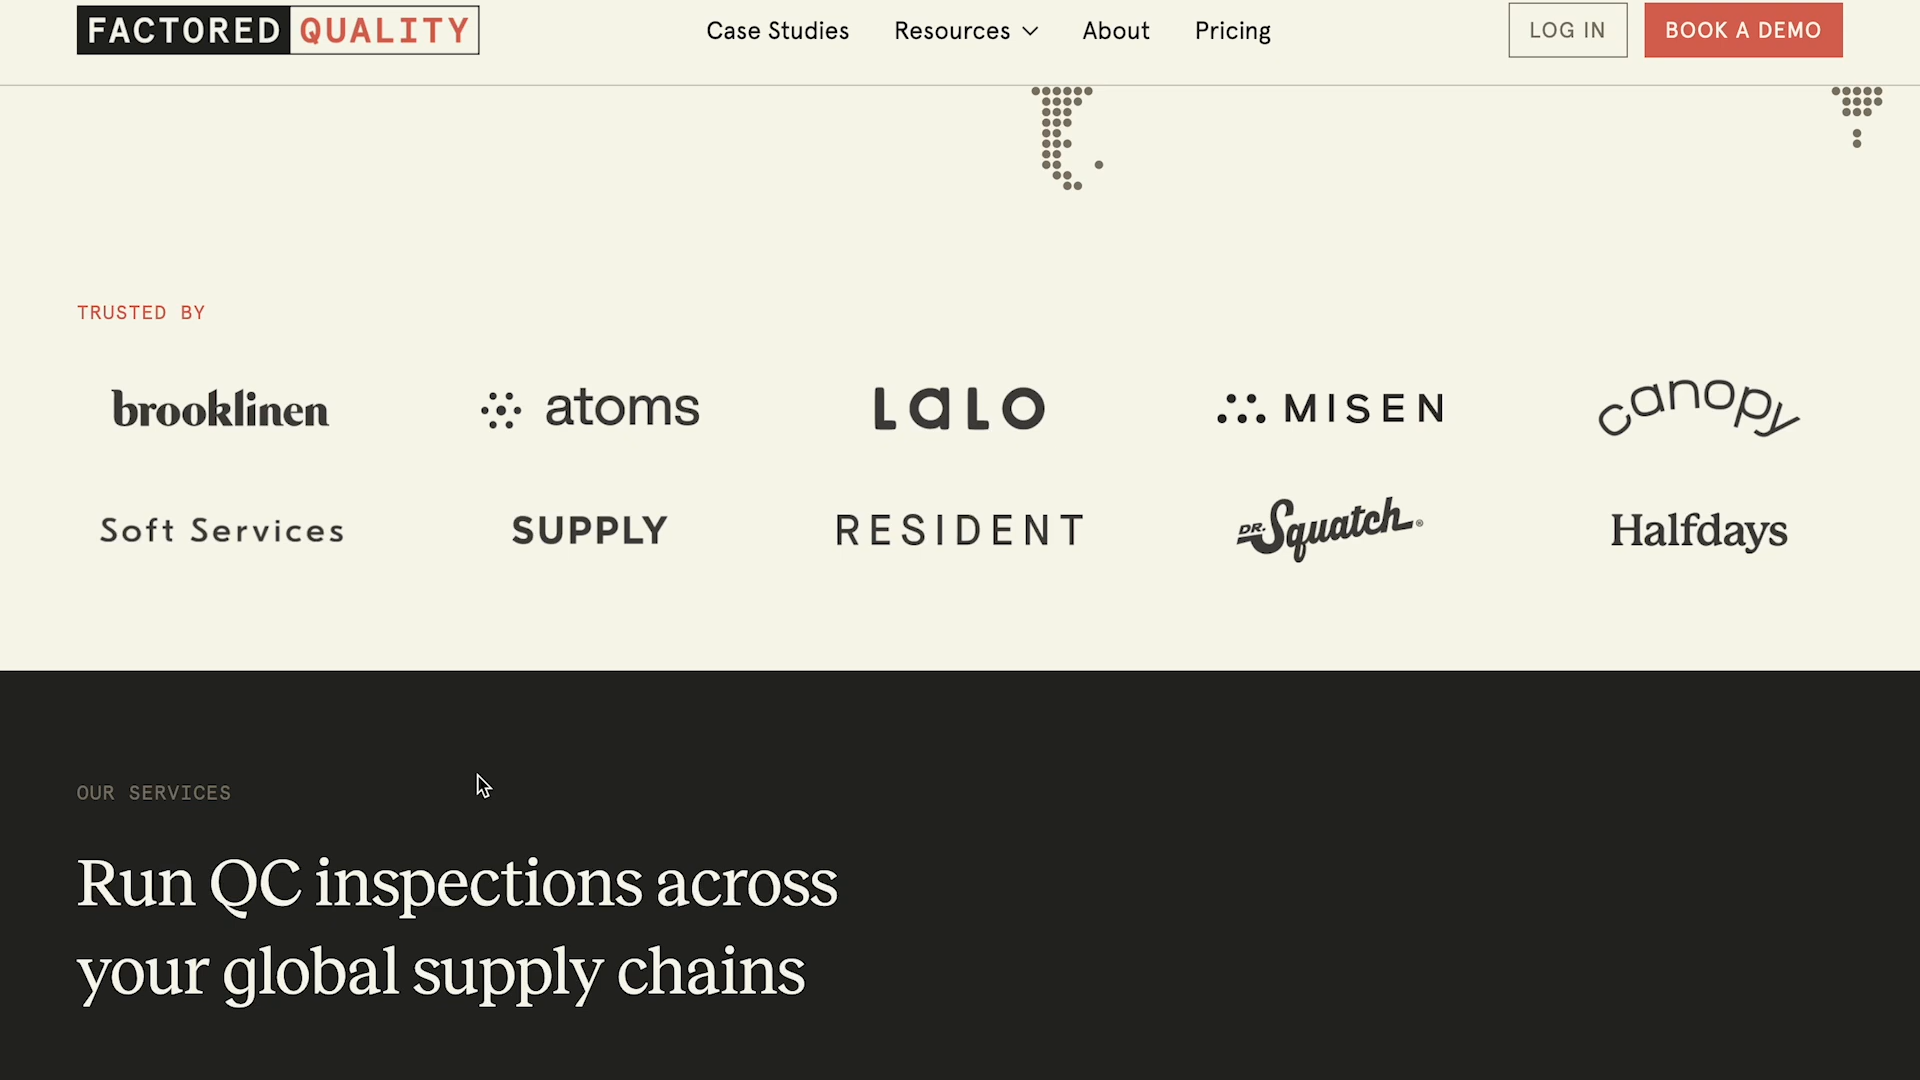 FACTORED QUALITY
Case Studies Resources About Pricing
LOG IN BOOK A DEMO
TRUSTED BY
brooklinen atoms LaLO MISEN canopy
Soft Services SUPPLY RESIDENT DR. Squatch® Halfdays
OUR SERVICES
Run QC inspections across
your global supply chains